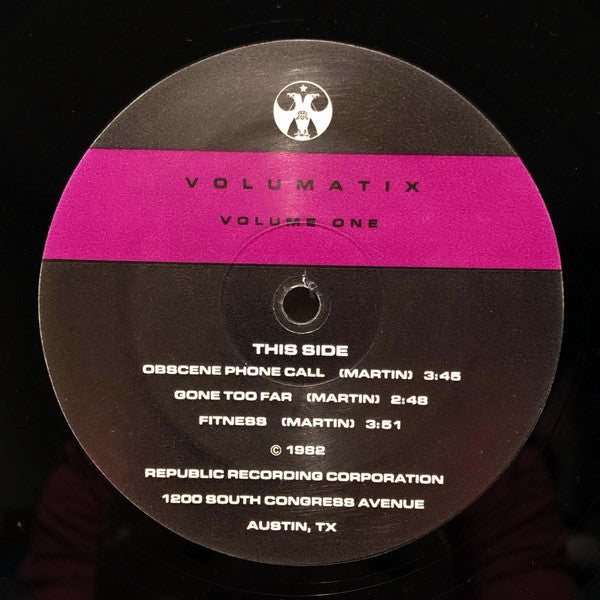 VOLUMATIX
VOLUME ONE
THIS SIDE
OBSCENE PHONE CALL (MARTIN) 3:45
GONE TOO FAR (MARTIN) 2:48
FITNESS (MARTIN) 3:51
© 1982
REPUBLIC RECORDING CORPORATION
1200 SOUTH CONGRESS AVENUE
AUSTIN, TX